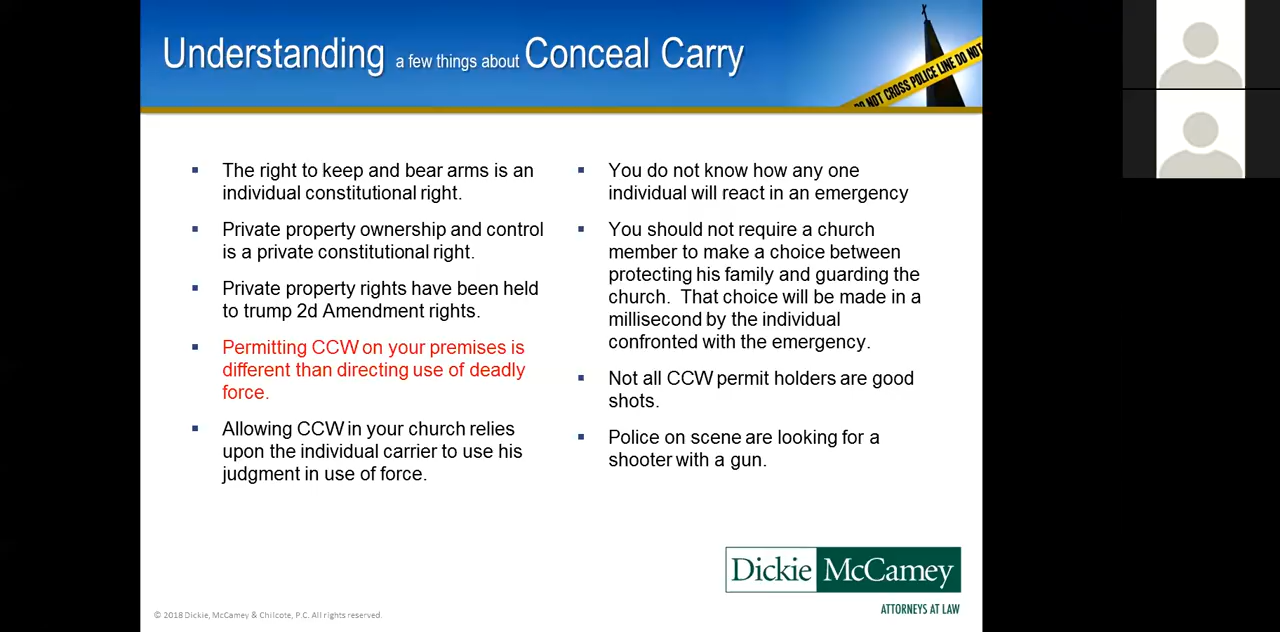 Understanding a few things about Conceal Carry
DO NOT CROSS POLICE LINE DO NOT
The right to keep and bear arms is an
individual constitutional right.
Private property ownership and control
is a private constitutional right.
Private property rights have been held
to trump 2d Amendment rights.
Permitting CCW on your premises is
different than directing use of deadly
force.
Allowing CCW in your church relies
upon the individual carrier to use his
judgment in use of force.
You do not know how any one
individual will react in an emergency
You should not require a church
member to make a choice between
protecting his family and guarding the
church. That choice will be made in a
millisecond by the individual
confronted with the emergency.
Not all CCW permit holders are good
shots.
Police on scene are looking for a
shooter with a gun.
Dickie McCamey
ATTORNEYS AT LAW
© 2018 Dickie, McCamey & Chilcote, P.C. All rights reserved.